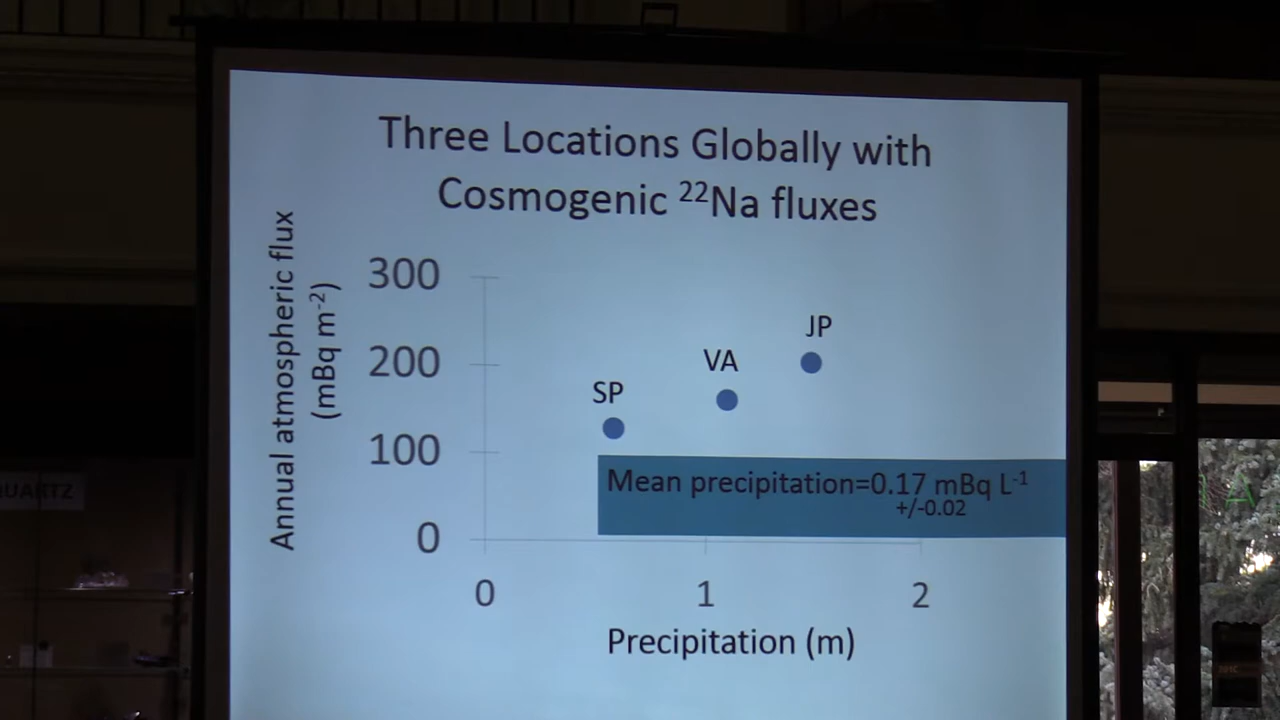 Three Locations Globally with
Cosmogenic ²²Na fluxes
Annual atmospheric flux
(mBq m⁻²)
300
200
100
0
SP
VA
JP
Mean precipitation=0.17 mBq L⁻¹
+/-0.02
0
1
2
Precipitation (m)
UARTZ